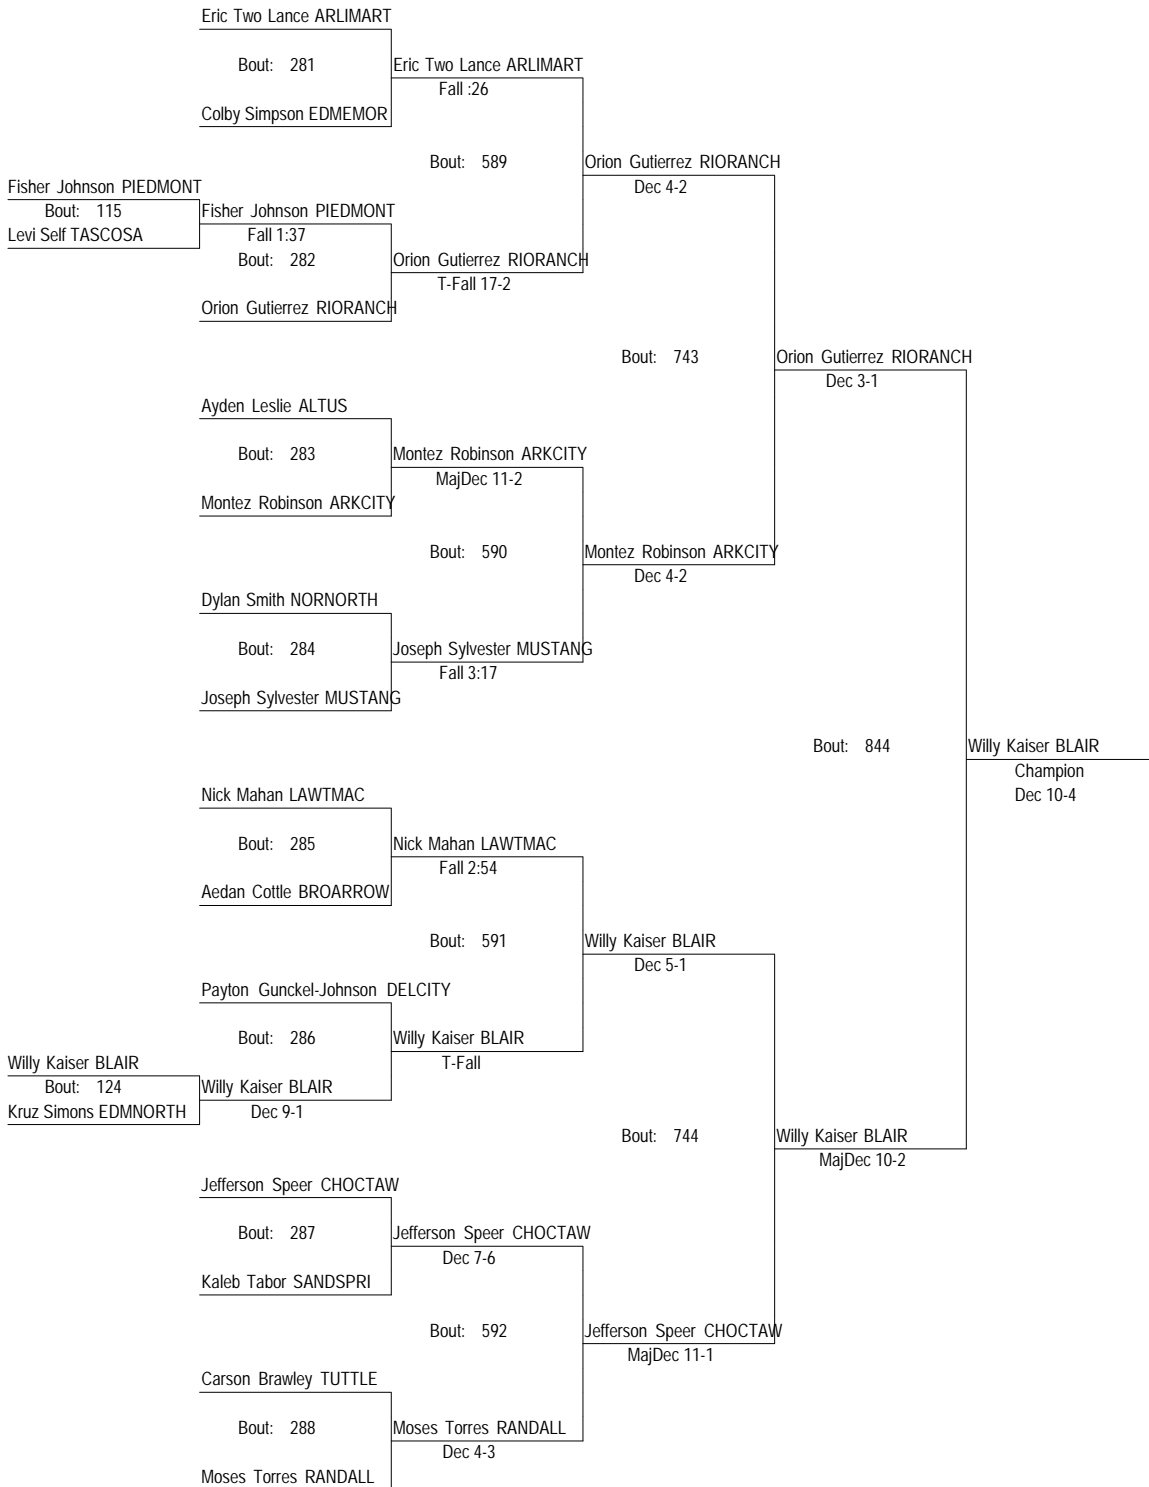 Eric Two Lance ARLIMART
Bout: 281
Eric Two Lance ARLIMART
Fall :26
Colby Simpson EDMEMOR
Bout: 589
Orion Gutierrez RIORANCH
Dec 4-2
Fisher Johnson PIEDMONT
Bout: 115
Fisher Johnson PIEDMONT
Levi Self TASCOSA
Fall 1:37
Bout: 282
Orion Gutierrez RIORANCH
T-Fall 17-2
Orion Gutierrez RIORANCH
Bout: 743
Orion Gutierrez RIORANCH
Dec 3-1
Ayden Leslie ALTUS
Bout: 283
Montez Robinson ARKCITY
MajDec 11-2
Montez Robinson ARKCITY
Bout: 590
Montez Robinson ARKCITY
Dec 4-2
Dylan Smith NORNORTH
Bout: 284
Joseph Sylvester MUSTANG
Fall 3:17
Joseph Sylvester MUSTANG
Bout: 844
Willy Kaiser BLAIR
Champion
Dec 10-4
Nick Mahan LAWTMAC
Bout: 285
Nick Mahan LAWTMAC
Fall 2:54
Aedan Cottle BROARROW
Bout: 591
Willy Kaiser BLAIR
Dec 5-1
Payton Gunckel-Johnson DELCITY
Bout: 286
Willy Kaiser BLAIR
T-Fall
Willy Kaiser BLAIR
Bout: 124
Willy Kaiser BLAIR
Kruz Simons EDMNORTH
Dec 9-1
Bout: 744
Willy Kaiser BLAIR
MajDec 10-2
Jefferson Speer CHOCTAW
Bout: 287
Jefferson Speer CHOCTAW
Dec 7-6
Kaleb Tabor SANDSPRI
Bout: 592
Jefferson Speer CHOCTAW
MajDec 11-1
Carson Brawley TUTTLE
Bout: 288
Moses Torres RANDALL
Dec 4-3
Moses Torres RANDALL